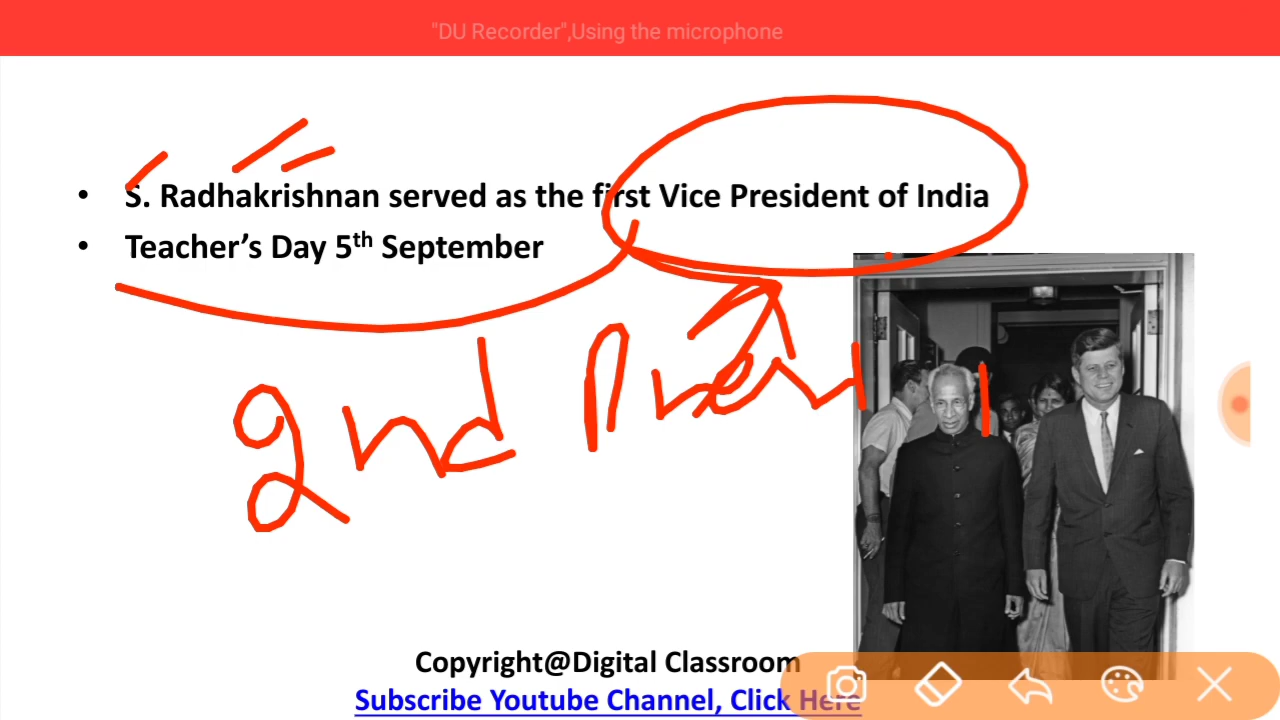 "DU Recorder",Using the microphone
• S. Radhakrishnan served as the first Vice President of India
• Teacher’s Day 5th September
2nd
Copyright@Digital Classroom
Subscribe Youtube Channel, Click Here